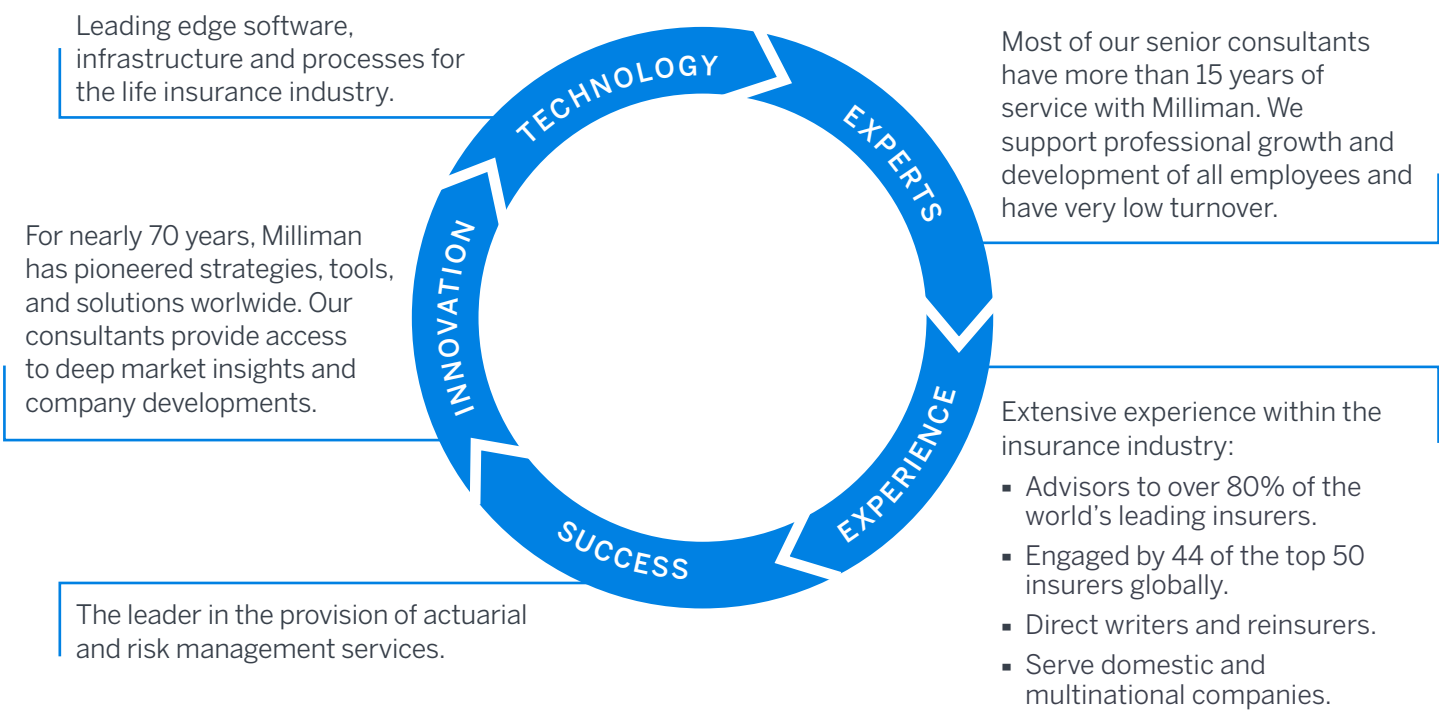 Leading edge software,
infrastructure and processes for
the life insurance industry.
TECHNOLOGY
EXPERTS
Most of our senior consultants
have more than 15 years of
service with Milliman. We
support professional growth and
development of all employees and
have very low turnover.
For nearly 70 years, Milliman
has pioneered strategies, tools,
and solutions worlwide. Our
consultants provide access
to deep market insights and
company developments.
INNOVATION
EXPERIENCE
Extensive experience within the
insurance industry:
▪ Advisors to over 80% of the
world's leading insurers.
▪ Engaged by 44 of the top 50
insurers globally.
▪ Direct writers and reinsurers.
▪ Serve domestic and
multinational companies.
SUCCESS
The leader in the provision of actuarial
and risk management services.